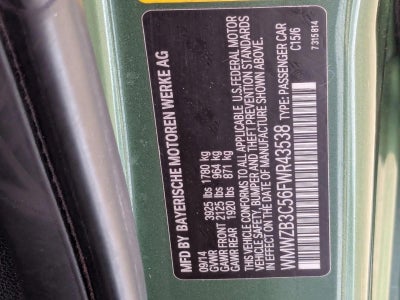 MFD BY BAYERISCHE MOTOREN WERKE AG
09/14
GVWR 3925 lbs 1780 kg
GAWR FRONT 2125 lbs 964 kg
GAWR REAR 1920 lbs 871 kg
THIS VEHICLE CONFORMS TO ALL APPLICABLE U.S.FEDERAL MOTOR
VEHICLE SAFETY, BUMPER AND THEFT PREVENTION STANDARDS
IN EFFECT ON THE DATE OF MANUFACTURE SHOWN ABOVE.
WMWZB3C56FWR43538 TYPE: PASSENGER CAR
C15I6
7315814